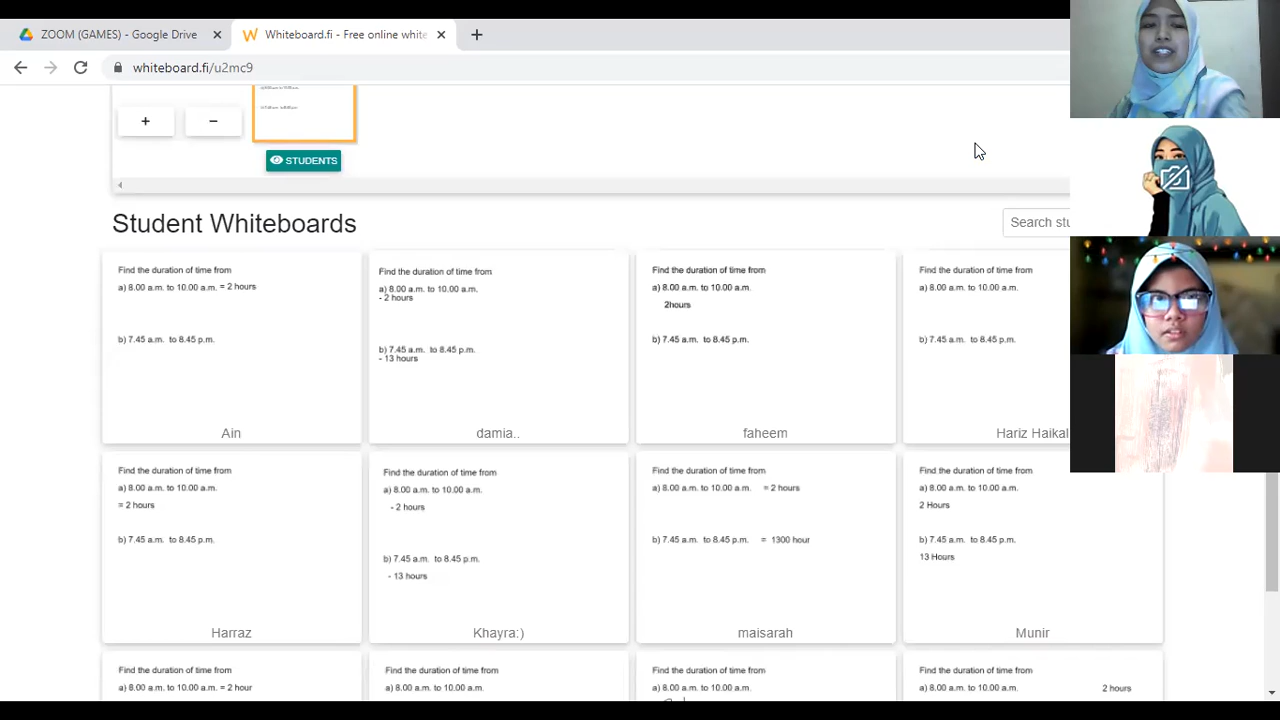 ZOOM (GAMES) - Google Drive
Whiteboard.fi - Free online white
whiteboard.fi/u2mc9
+
−
STUDENTS
Student Whiteboards
Search stu
Find the duration of time from
a) 8.00 a.m. to 10.00 a.m. = 2 hours
b) 7.45 a.m. to 8.45 p.m.
Ain
Find the duration of time from
a) 8.00 a.m. to 10.00 a.m.
- 2 hours
b) 7.45 a.m. to 8.45 p.m.
- 13 hours
damia..
Find the duration of time from
a) 8.00 a.m. to 10.00 a.m.
2hours
b) 7.45 a.m. to 8.45 p.m.
faheem
Find the duration of time from
a) 8.00 a.m. to 10.00 a.m.
b) 7.45 a.m. to 8.45 p.m.
Hariz Haikal
Find the duration of time from
a) 8.00 a.m. to 10.00 a.m.
= 2 hours
b) 7.45 a.m. to 8.45 p.m.
Harraz
Find the duration of time from
a) 8.00 a.m. to 10.00 a.m.
- 2 hours
b) 7.45 a.m. to 8.45 p.m.
- 13 hours
Khayra:)
Find the duration of time from
a) 8.00 a.m. to 10.00 a.m. = 2 hours
b) 7.45 a.m. to 8.45 p.m. = 1300 hour
maisarah
Find the duration of time from
a) 8.00 a.m. to 10.00 a.m.
2 Hours
b) 7.45 a.m. to 8.45 p.m.
13 Hours
Munir
Find the duration of time from
a) 8.00 a.m. to 10.00 a.m. = 2 hour
Find the duration of time from
a) 8.00 a.m. to 10.00 a.m.
Find the duration of time from
a) 8.00 a.m. to 10.00 a.m.
Find the duration of time from
a) 8.00 a.m. to 10.00 a.m. 2 hours